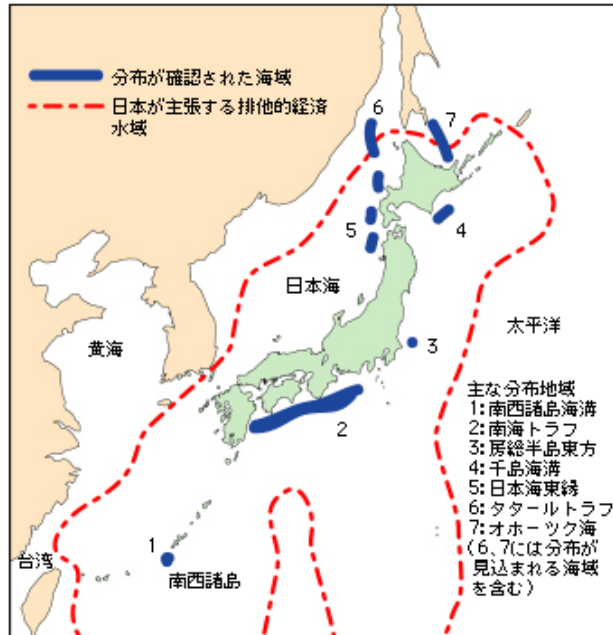 分布が確認された海域
日本が主張する排他的経済
水域
6
7
5
4
日本海
黄海
太平洋
3
2
主な分布地域
1:南西諸島海溝
2:南海トラフ
3:房総半島東方
4:千島海溝
5:日本海東縁
6:タタールトラフ
7:オホーツク海
(6、7には分布が
見込まれる海域
を含む)
1
台湾
南西諸島